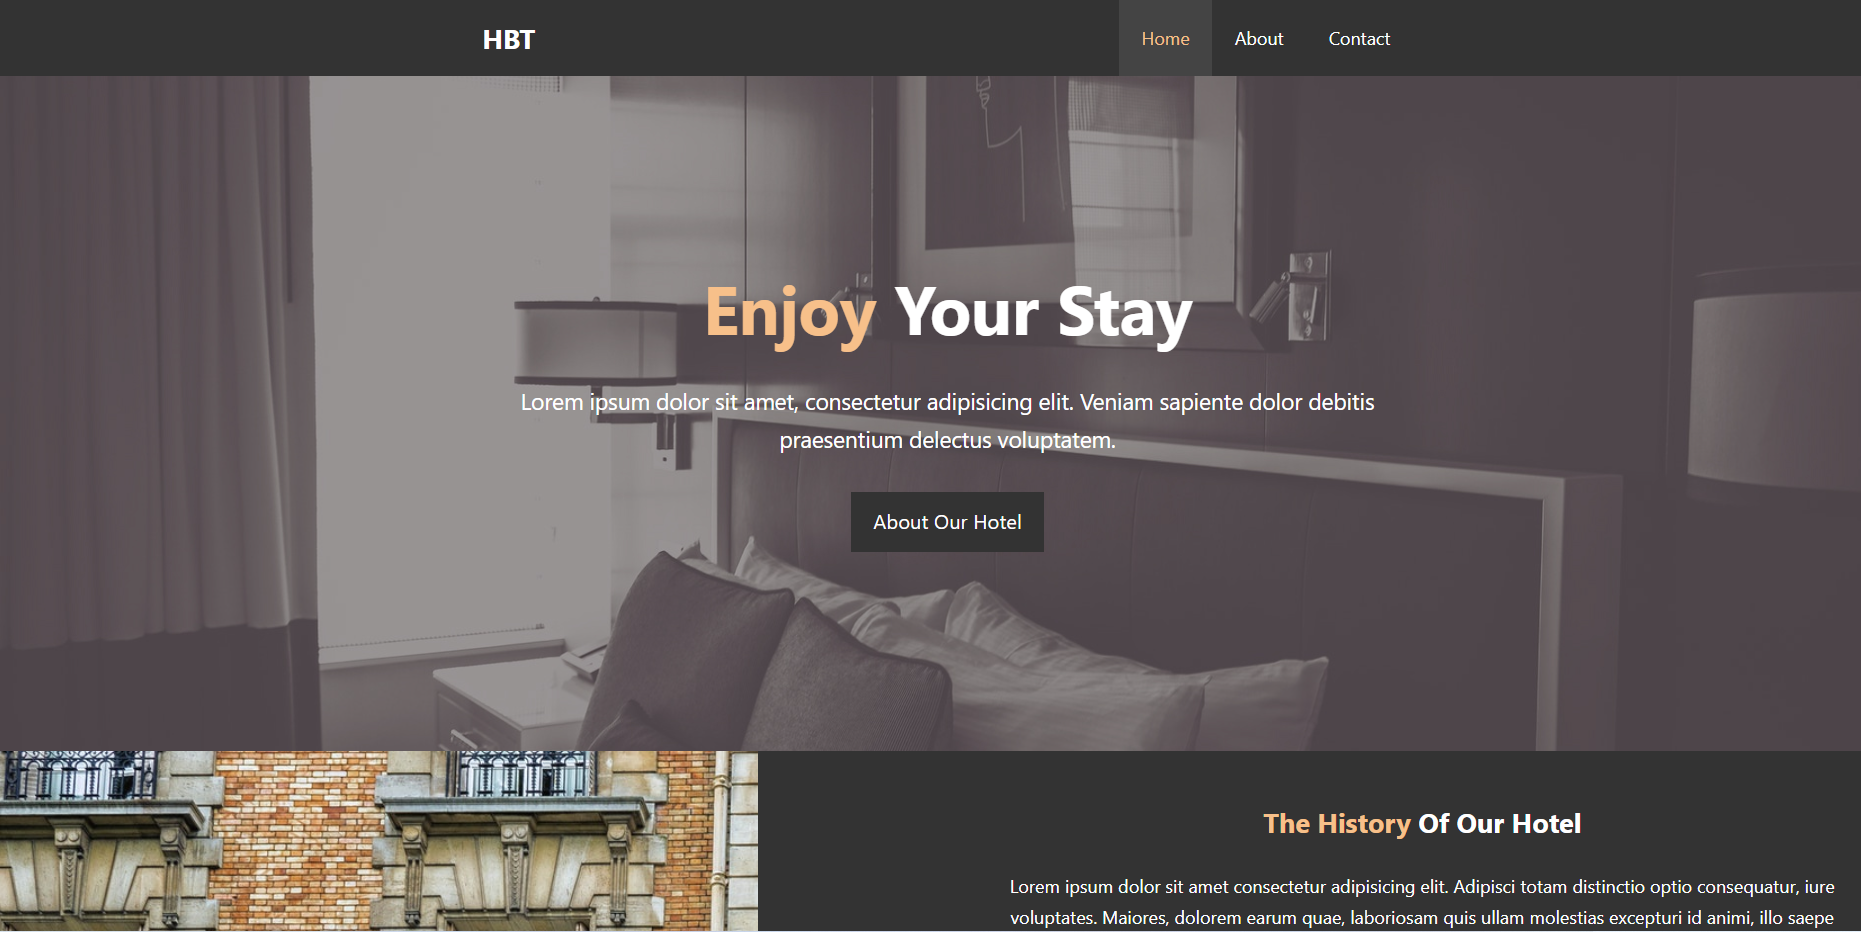 HBT
Home About Contact
Enjoy Your Stay
Lorem ipsum dolor sit amet, consectetur adipisicing elit. Veniam sapiente dolor debitis
praesentium delectus voluptatem.
About Our Hotel
The History Of Our Hotel
Lorem ipsum dolor sit amet consectetur adipisicing elit. Adipisci totam distinctio optio consequatur, iure
voluptates. Maiores, dolorem earum quae, laboriosam quis ullam molestias excepturi id animi, illo saepe